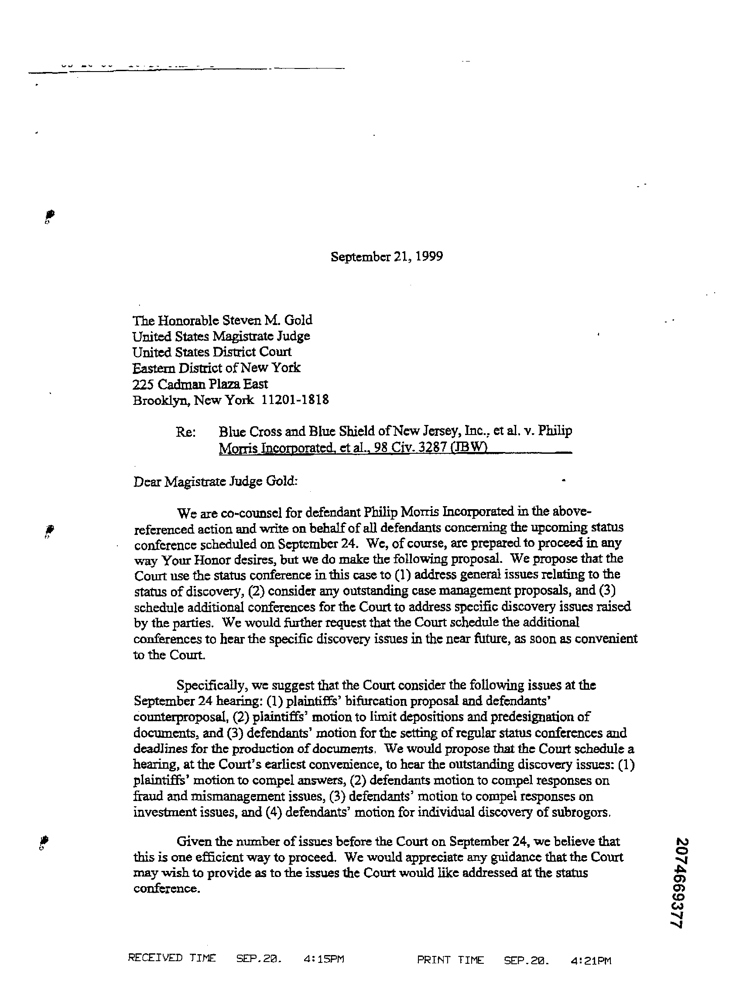 September 21, 1999
The Honorable Steven M. Gold
United States Magistrate Judge
United States District Court
Eastern District of New York
225 Cadman Plaza East
Brooklyn, New York 11201-1818
Re: Blue Cross and Blue Shield of New Jersey, Inc., et al. v. Philip
Morris Incorporated, et al., 98 Civ. 3287 (JBW)
Dear Magistrate Judge Gold:
We are co-counsel for defendant Philip Morris Incorporated in the above-
referenced action and write on behalf of all defendants concerning the upcoming status
conference scheduled on September 24. We, of course, are prepared to proceed in any
way Your Honor desires, but we do make the following proposal. We propose that the
Court use the status conference in this case to (1) address general issues relating to the
status of discovery, (2) consider any outstanding case management proposals, and (3)
schedule additional conferences for the Court to address specific discovery issues raised
by the parties. We would further request that the Court schedule the additional
conferences to hear the specific discovery issues in the near future, as soon as convenient
to the Court.
Specifically, we suggest that the Court consider the following issues at the
September 24 hearing: (1) plaintiffs' bifurcation proposal and defendants'
counterproposal, (2) plaintiffs' motion to limit depositions and predesignation of
documents, and (3) defendants' motion for the setting of regular status conferences and
deadlines for the production of documents. We would propose that the Court schedule a
hearing, at the Court's earliest convenience, to hear the outstanding discovery issues: (1)
plaintiffs' motion to compel answers, (2) defendants motion to compel responses on
fraud and mismanagement issues, (3) defendants' motion to compel responses on
investment issues, and (4) defendants' motion for individual discovery of subrogors.
Given the number of issues before the Court on September 24, we believe that
this is one efficient way to proceed. We would appreciate any guidance that the Court
may wish to provide as to the issues the Court would like addressed at the status
conference.
2074669377
RECEIVED TIME SEP.20. 4:15PM PRINT TIME SEP.20. 4:21PM